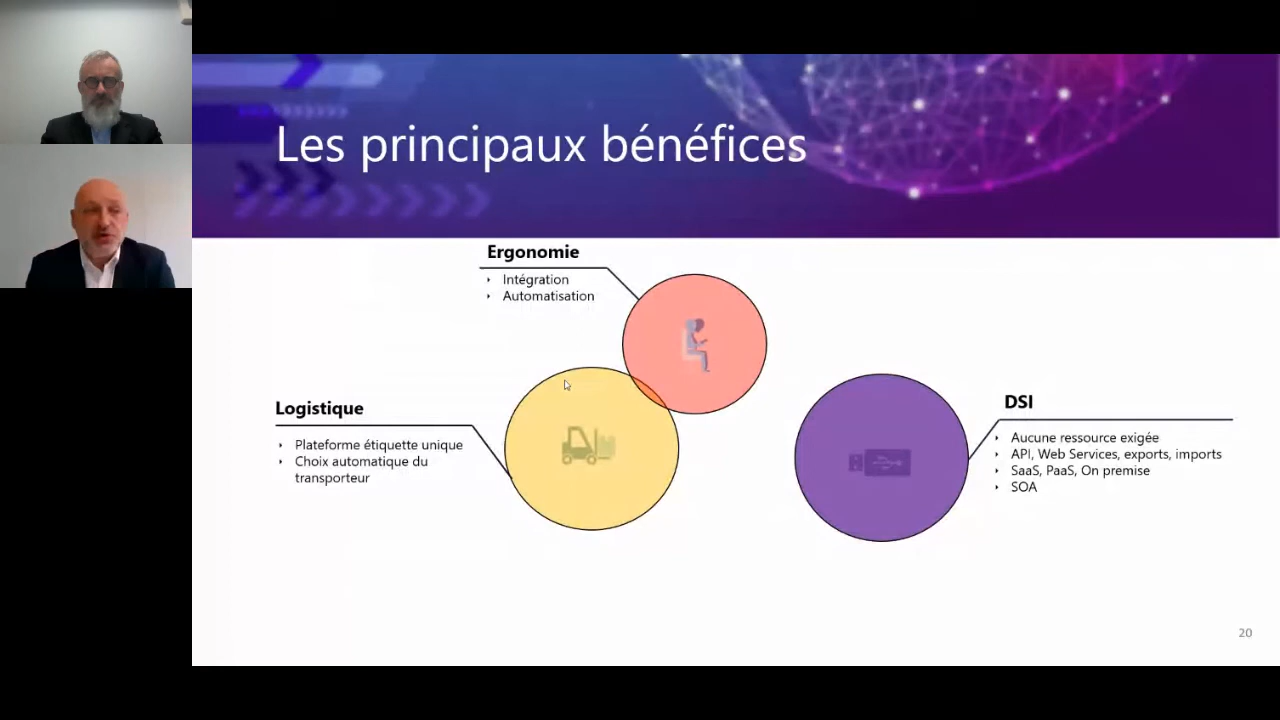 Les principaux bénéfices
Ergonomie
Intégration
Automatisation
Logistique
Plateforme étiquette unique
Choix automatique du
transporteur
DSI
Aucune ressource exigée
API, Web Services, exports, imports
SaaS, PaaS, On premise
SOA
20